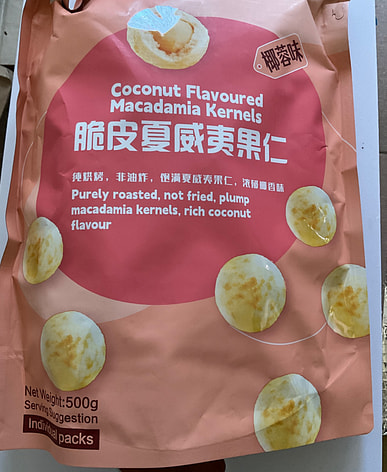 椰蓉味
Coconut Flavoured
Macadamia Kernels
脆皮夏威夷果仁
纯烘烤，非油炸，饱满夏威夷果仁，浓郁椰香味
Purely roasted, not fried, plump
macadamia kernels, rich coconut
flavour
Net Weight:500g
Serving Suggestion
Individual packs